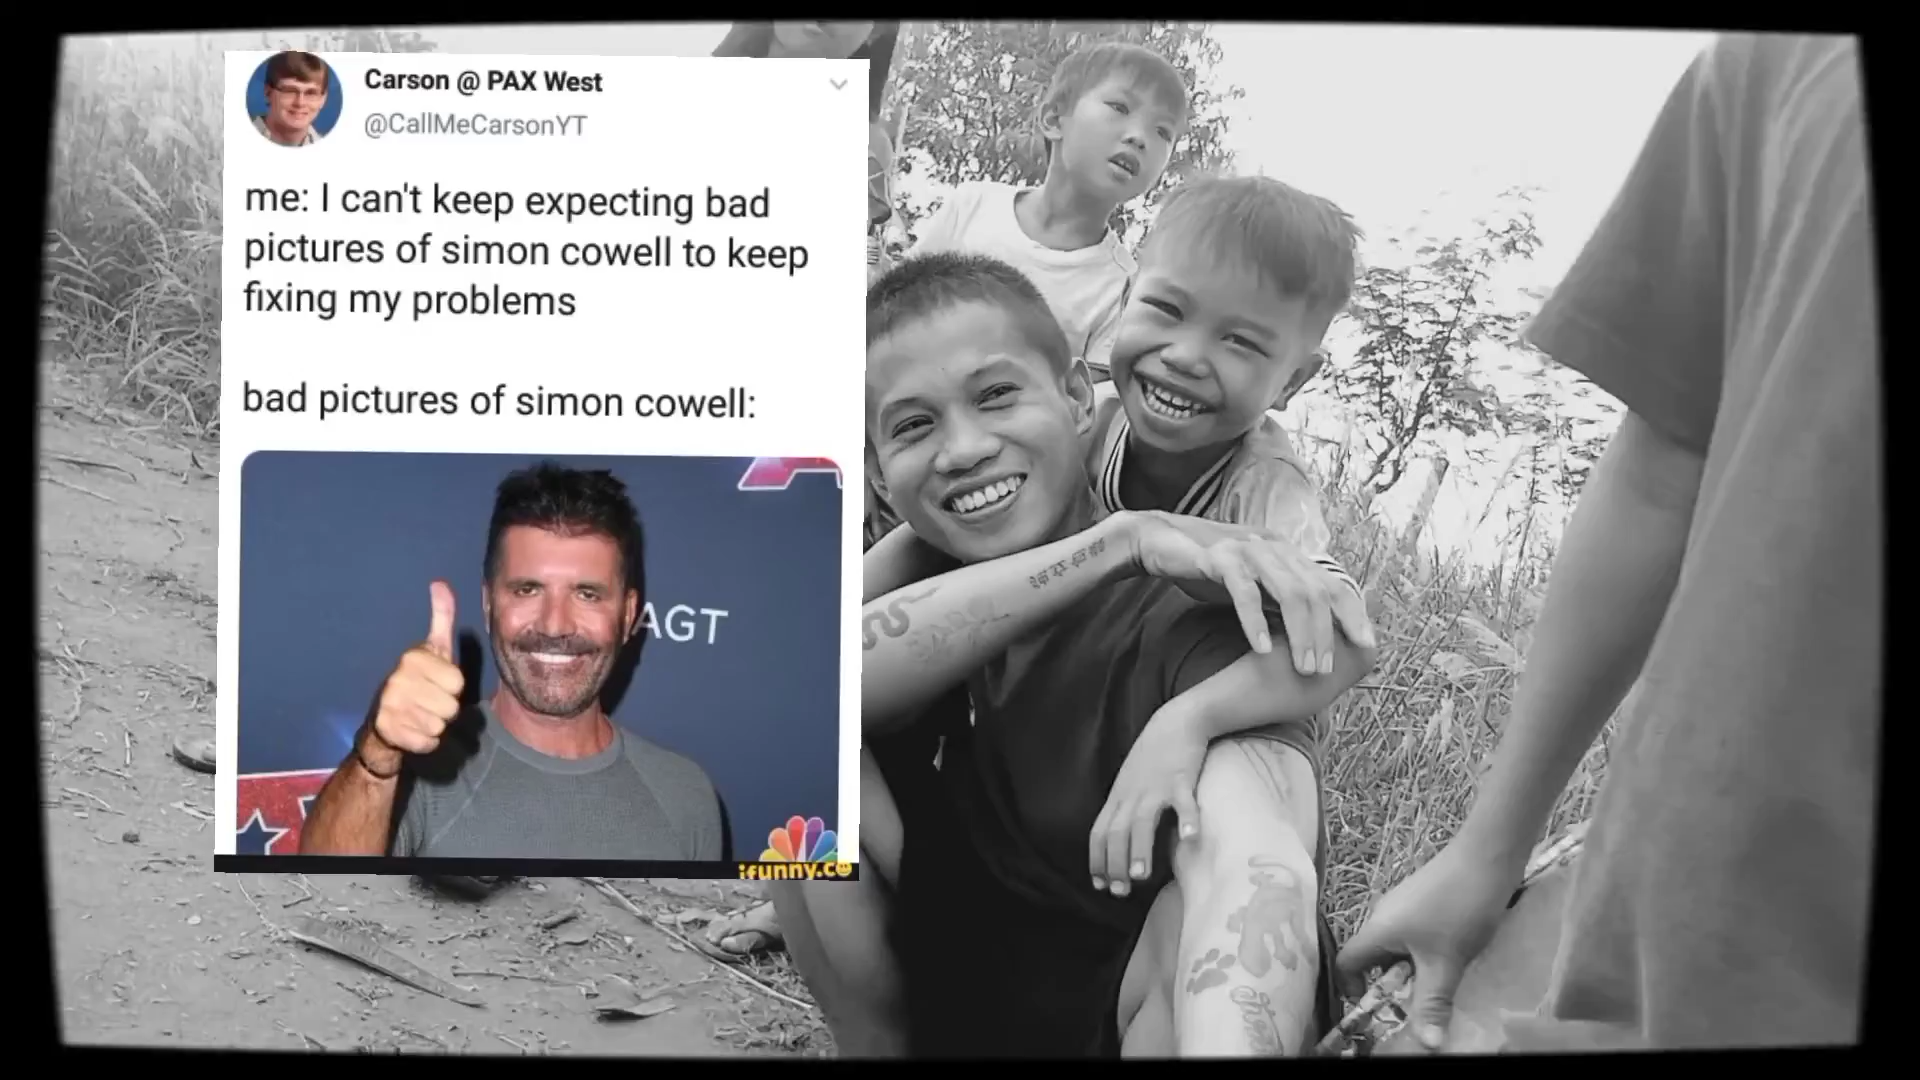 Carson @ PAX West
@CallMeCarsonYT
me: I can't keep expecting bad
pictures of simon cowell to keep
fixing my problems
bad pictures of simon cowell:
AGT
ifunny.co